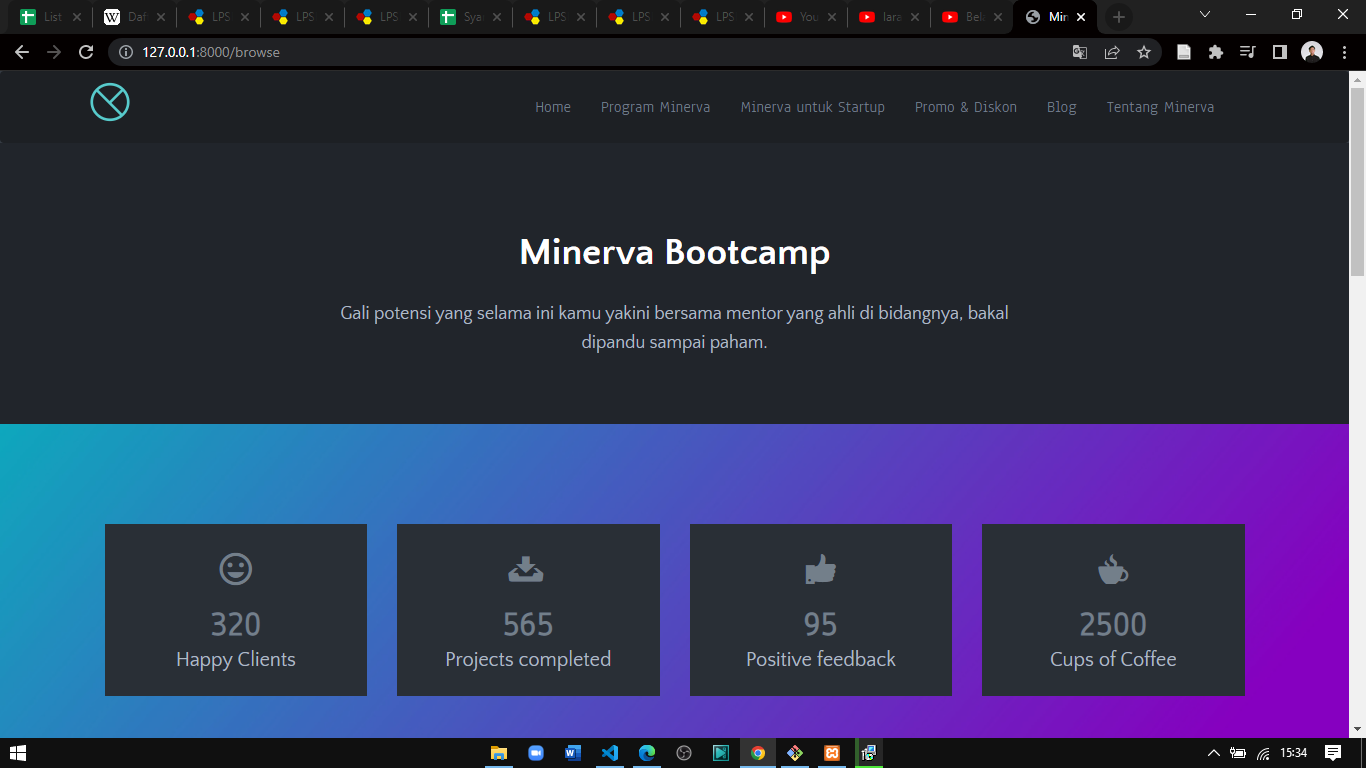 List
Daf
LPS
LPS
LPS
Sya
LPS
LPS
LPS
You
lara
Bela
Min
127.0.0.1:8000/browse
Home
Program Minerva
Minerva untuk Startup
Promo & Diskon
Blog
Tentang Minerva
Minerva Bootcamp
Gali potensi yang selama ini kamu yakini bersama mentor yang ahli di bidangnya, bakal
dipandu sampai paham.
320
Happy Clients
565
Projects completed
95
Positive feedback
2500
Cups of Coffee
15:34